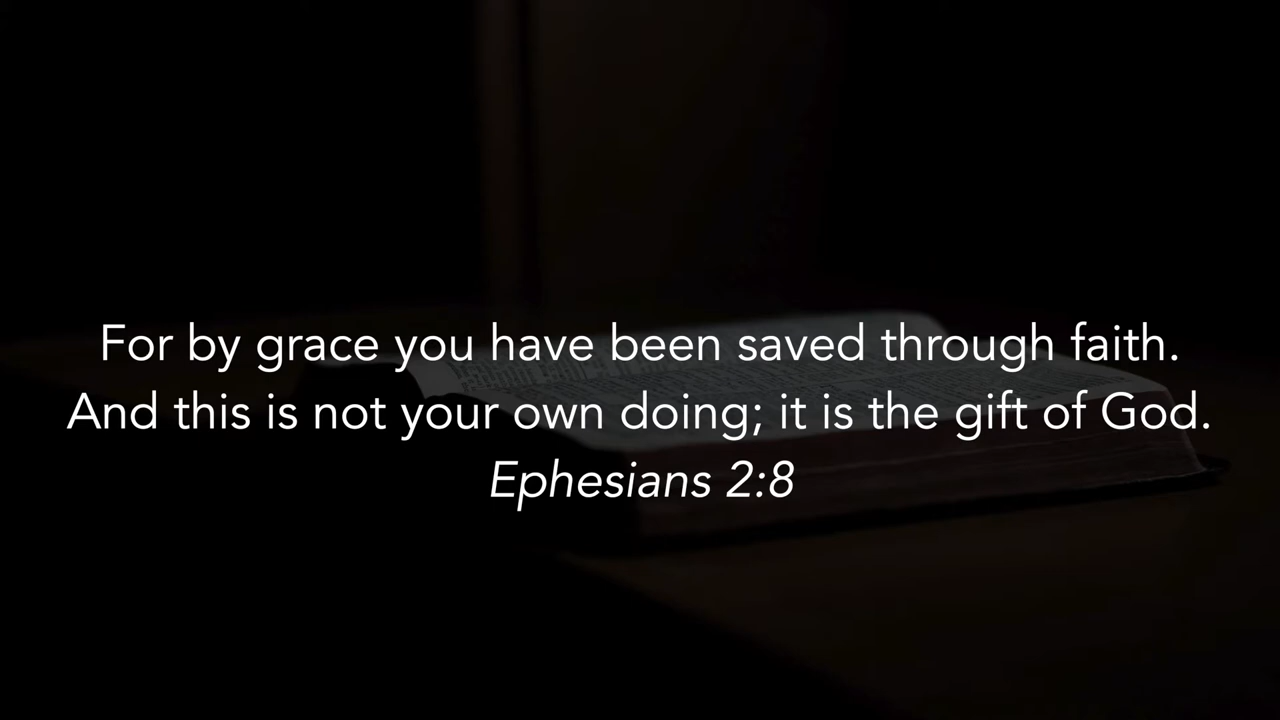 For by grace you have been saved through faith.
And this is not your own doing; it is the gift of God.
Ephesians 2:8